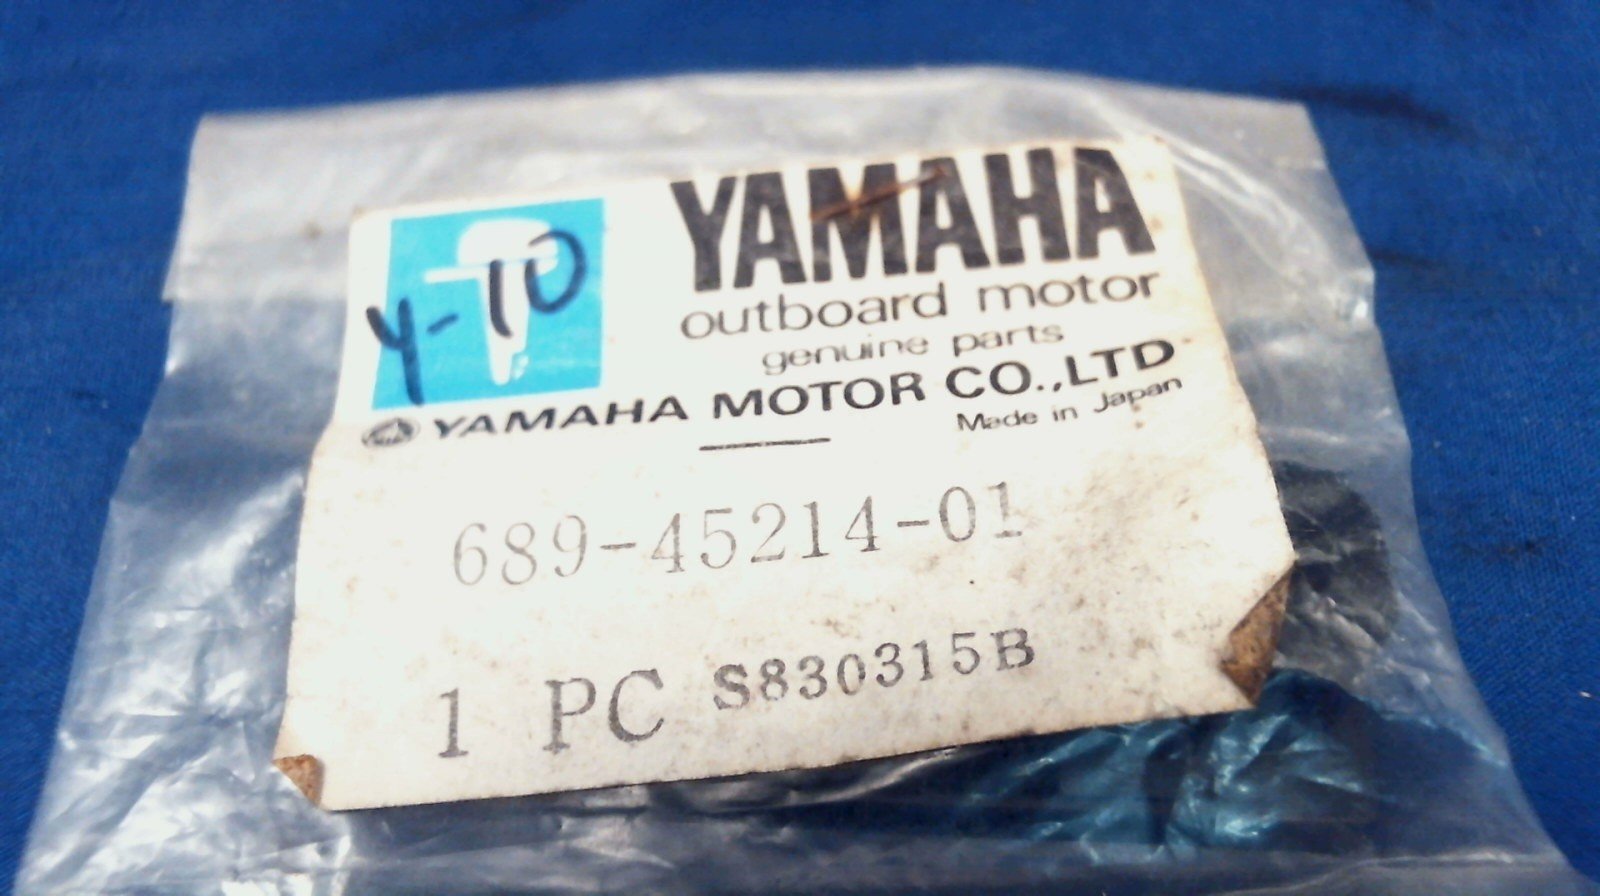 Y-10
YAMAHA
outboard motor
genuine parts
YAMAHA MOTOR CO.,LTD
Made in Japan
689-45214-01
1 PC S830315B